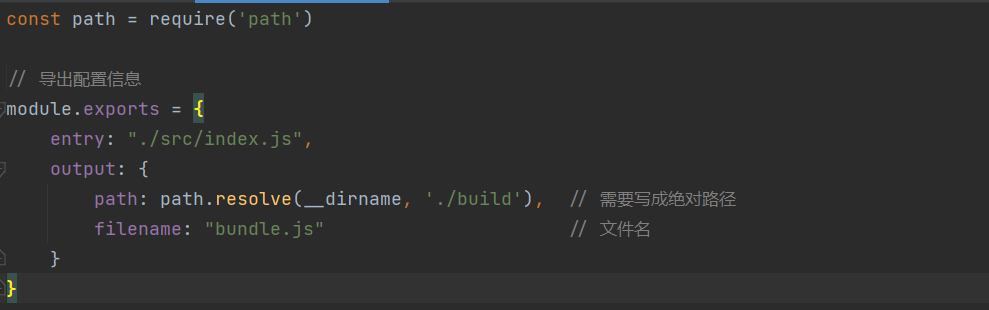 const path = require('path')
// 导出配置信息
module.exports = {
    entry: "./src/index.js",
    output: {
        path: path.resolve(__dirname, './build'),  // 需要写成绝对路径
        filename: "bundle.js"                      // 文件名
    }
}